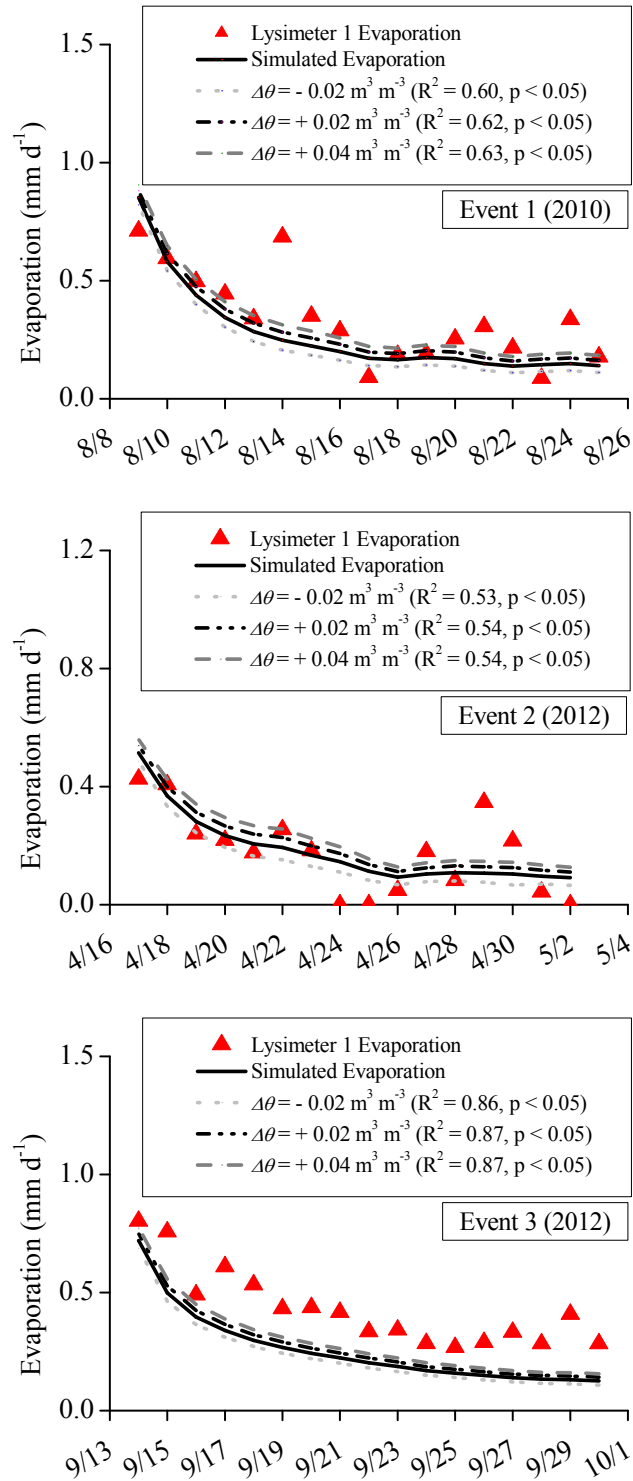 Lysimeter 1 Evaporation
Simulated Evaporation
Δθ = - 0.02 m³ m⁻³ (R² = 0.60, p < 0.05)
Δθ = + 0.02 m³ m⁻³ (R² = 0.62, p < 0.05)
Δθ = + 0.04 m³ m⁻³ (R² = 0.63, p < 0.05)
Event 1 (2010)
Evaporation (mm d⁻¹)
1.5
1.0
0.5
0.0
8/8 8/10 8/12 8/14 8/16 8/18 8/20 8/22 8/24 8/26
Lysimeter 1 Evaporation
Simulated Evaporation
Δθ = - 0.02 m³ m⁻³ (R² = 0.53, p < 0.05)
Δθ = + 0.02 m³ m⁻³ (R² = 0.54, p < 0.05)
Δθ = + 0.04 m³ m⁻³ (R² = 0.54, p < 0.05)
Event 2 (2012)
Evaporation (mm d⁻¹)
1.2
0.8
0.4
0.0
4/16 4/18 4/20 4/22 4/24 4/26 4/28 4/30 5/2 5/4
Lysimeter 1 Evaporation
Simulated Evaporation
Δθ = - 0.02 m³ m⁻³ (R² = 0.86, p < 0.05)
Δθ = + 0.02 m³ m⁻³ (R² = 0.87, p < 0.05)
Δθ = + 0.04 m³ m⁻³ (R² = 0.87, p < 0.05)
Event 3 (2012)
Evaporation (mm d⁻¹)
1.5
1.0
0.5
0.0
9/13 9/15 9/17 9/19 9/21 9/23 9/25 9/27 9/29 10/1